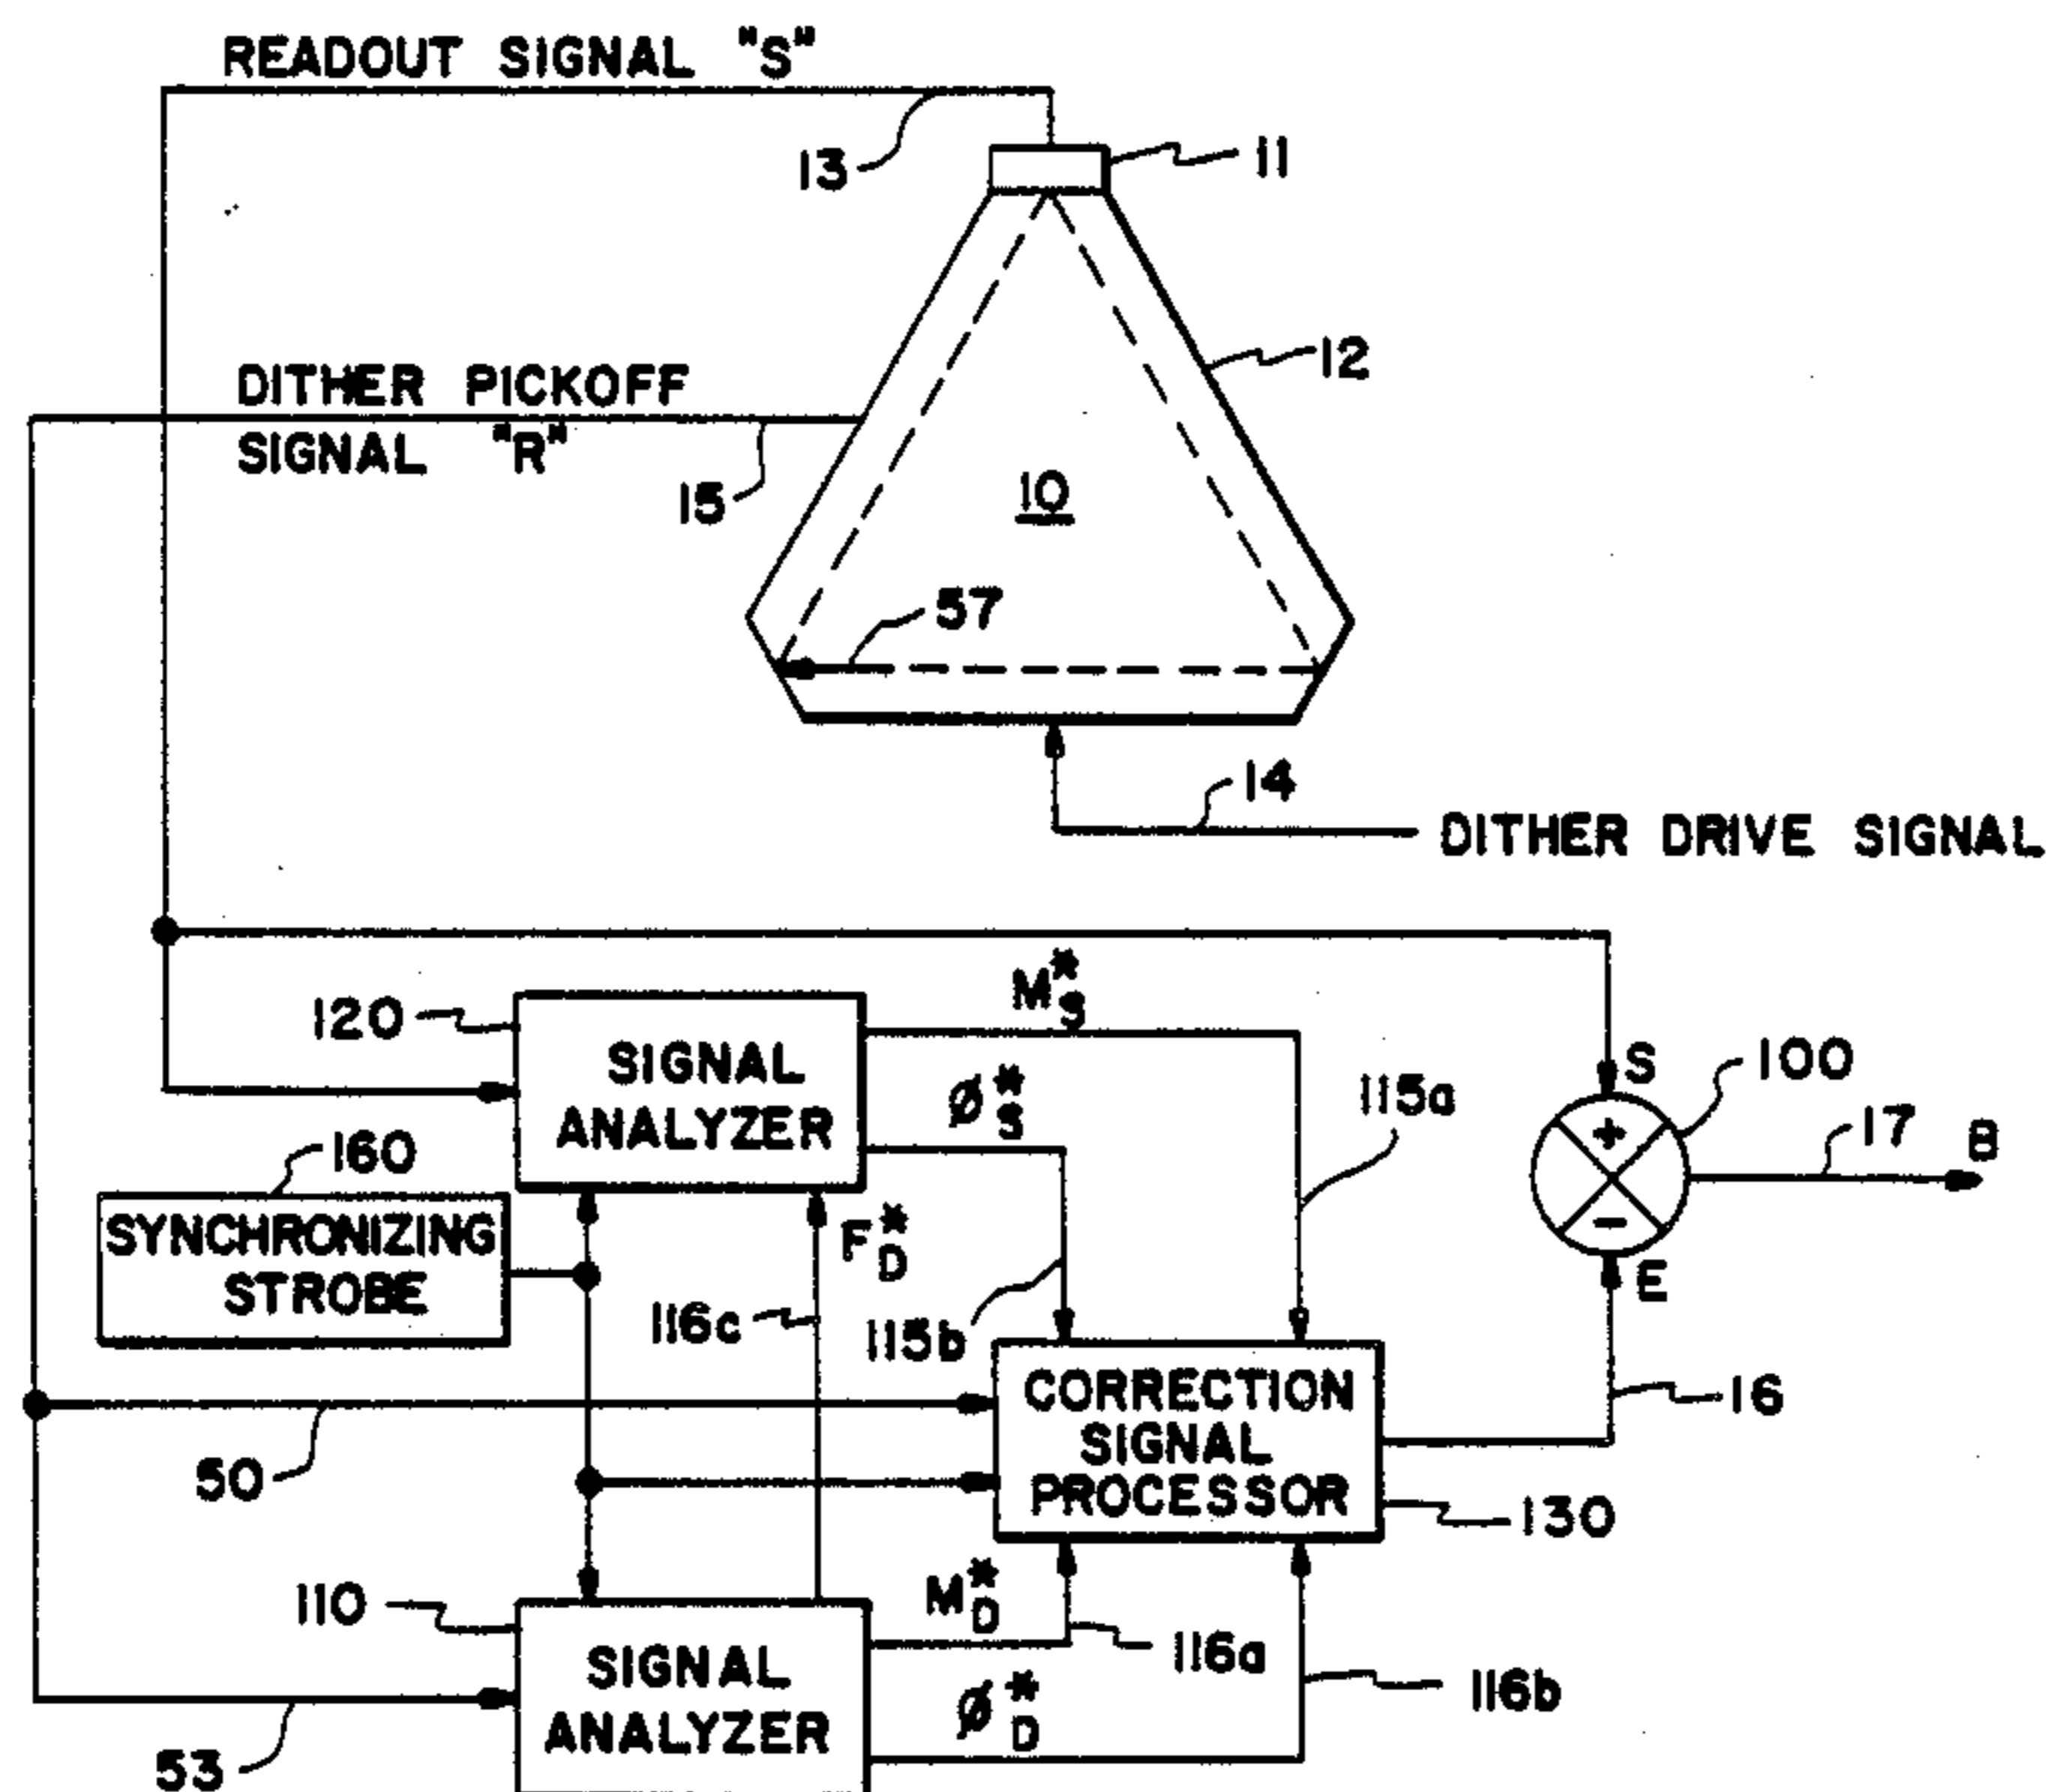 READOUT SIGNAL "S"
13
11
12
DITHER PICKOFF
SIGNAL "R"
15
10
57
14
DITHER DRIVE SIGNAL
M*S
120
SIGNAL
ANALYZER
Ø*S
115a
S
100
+
17
B
160
SYNCHRONIZING
STROBE
F*D
−
E
116c
115b
CORRECTION
SIGNAL
PROCESSOR
16
50
130
110
M*D
116a
SIGNAL
ANALYZER
Ø*D
116b
53